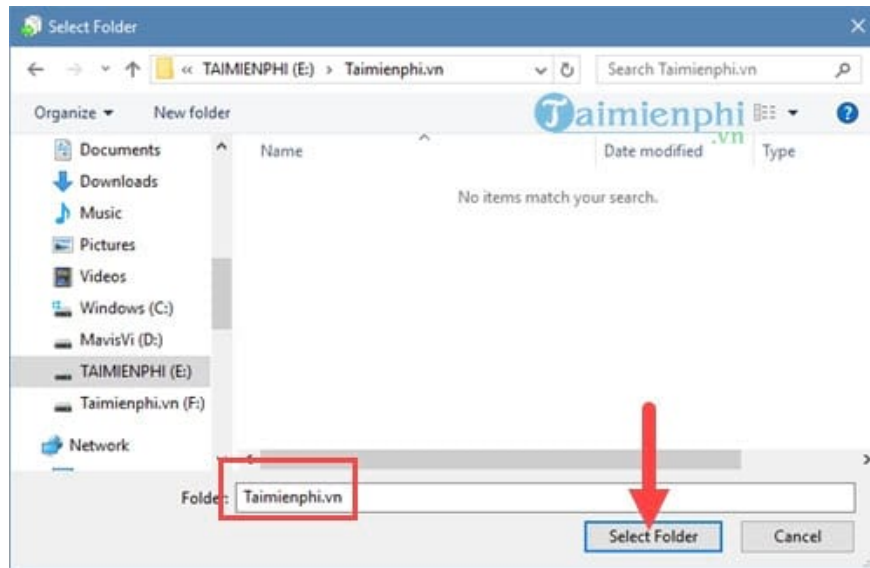 Select Folder
« TAIMIENPHI (E:) › Taimienphi.vn
Search Taimienphi.vn
Organize
New folder
Taimienphi
.vn
Documents
Name
Date modified
Type
Downloads
No items match your search.
Music
Pictures
Videos
Windows (C:)
MavisVi (D:)
TAIMIENPHI (E:)
Taimienphi.vn (F:)
Network
Folder: Taimienphi.vn
Select Folder
Cancel